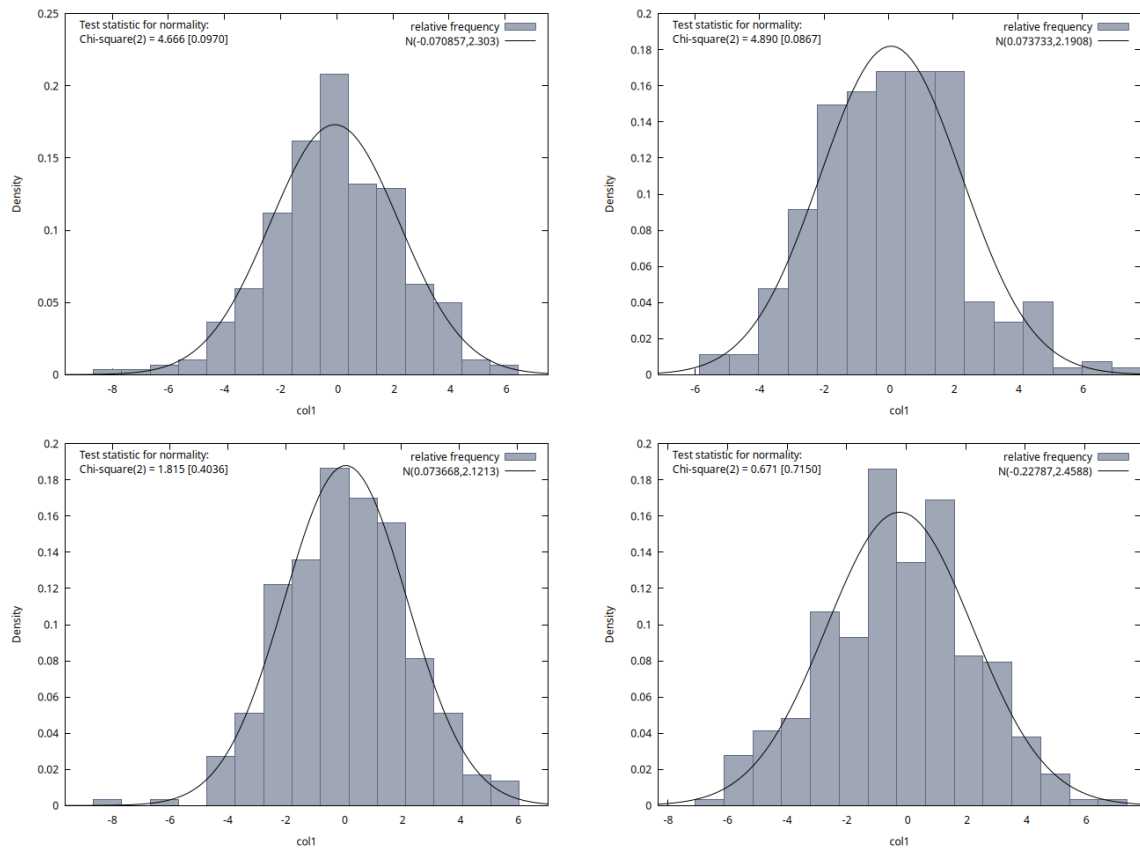 Test statistic for normality:
Chi-square(2) = 4.666 [0.0970]
relative frequency
N(-0.070857,2.303)
0.25
0.2
0.15
0.1
0.05
0
Density
-8 -6 -4 -2 0 2 4 6
col1
Test statistic for normality:
Chi-square(2) = 4.890 [0.0867]
relative frequency
N(0.073733,2.1908)
0.2
0.18
0.16
0.14
0.12
0.1
0.08
0.06
0.04
0.02
0
Density
-6 -4 -2 0 2 4 6
col1
Test statistic for normality:
Chi-square(2) = 1.815 [0.4036]
relative frequency
N(0.073668,2.1213)
0.2
0.18
0.16
0.14
0.12
0.1
0.08
0.06
0.04
0.02
0
Density
-8 -6 -4 -2 0 2 4 6
col1
Test statistic for normality:
Chi-square(2) = 0.671 [0.7150]
relative frequency
N(-0.22787,2.4588)
0.2
0.18
0.16
0.14
0.12
0.1
0.08
0.06
0.04
0.02
0
Density
-8 -6 -4 -2 0 2 4 6
col1